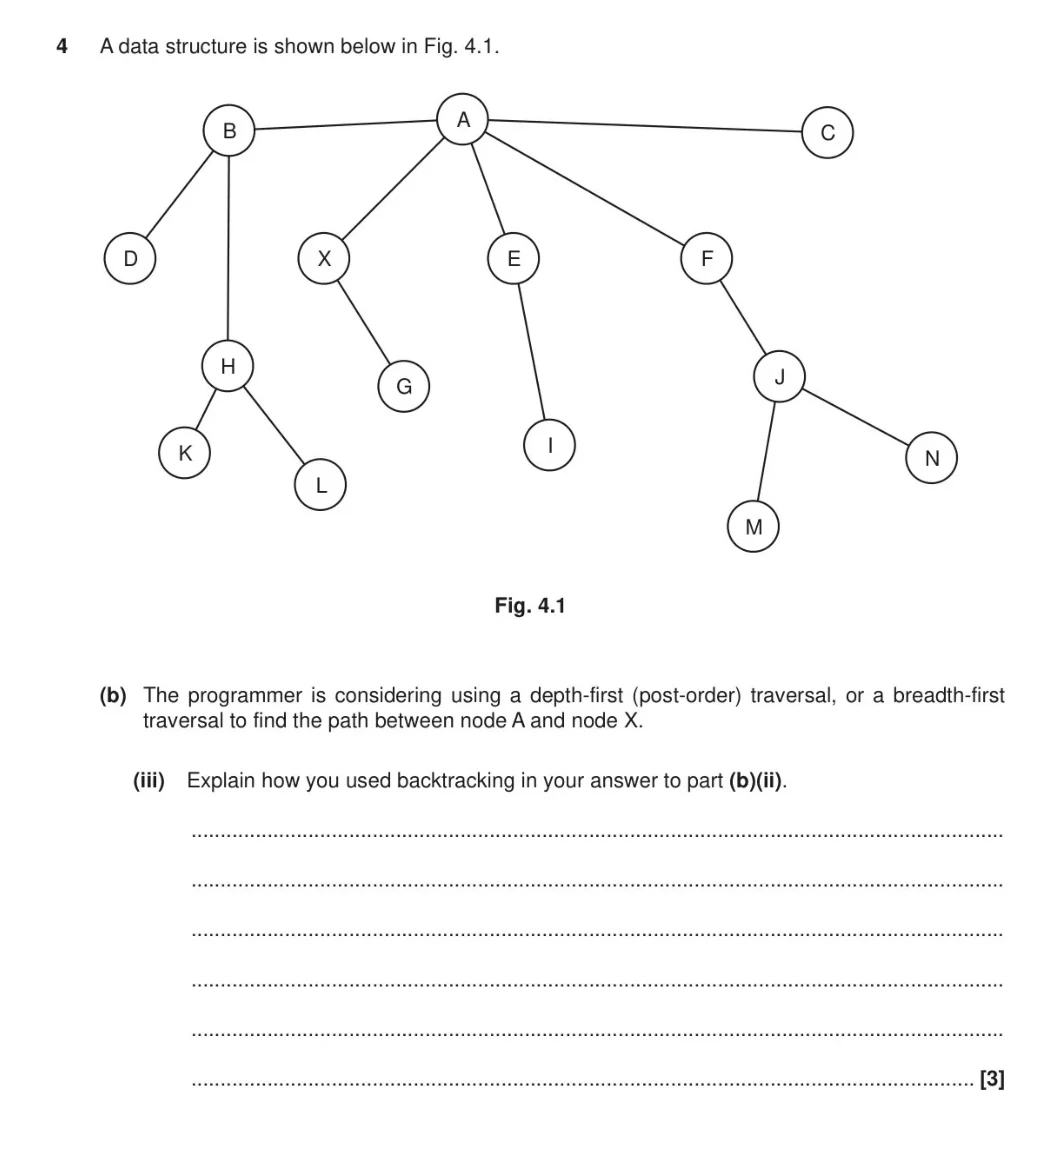 4 A data structure is shown below in Fig. 4.1.
B
A
C
D
X
E
F
H
J
G
K
I
N
L
M
Fig. 4.1
(b) The programmer is considering using a depth-first (post-order) traversal, or a breadth-first
traversal to find the path between node A and node X.
(iii) Explain how you used backtracking in your answer to part (b)(ii).
[3]